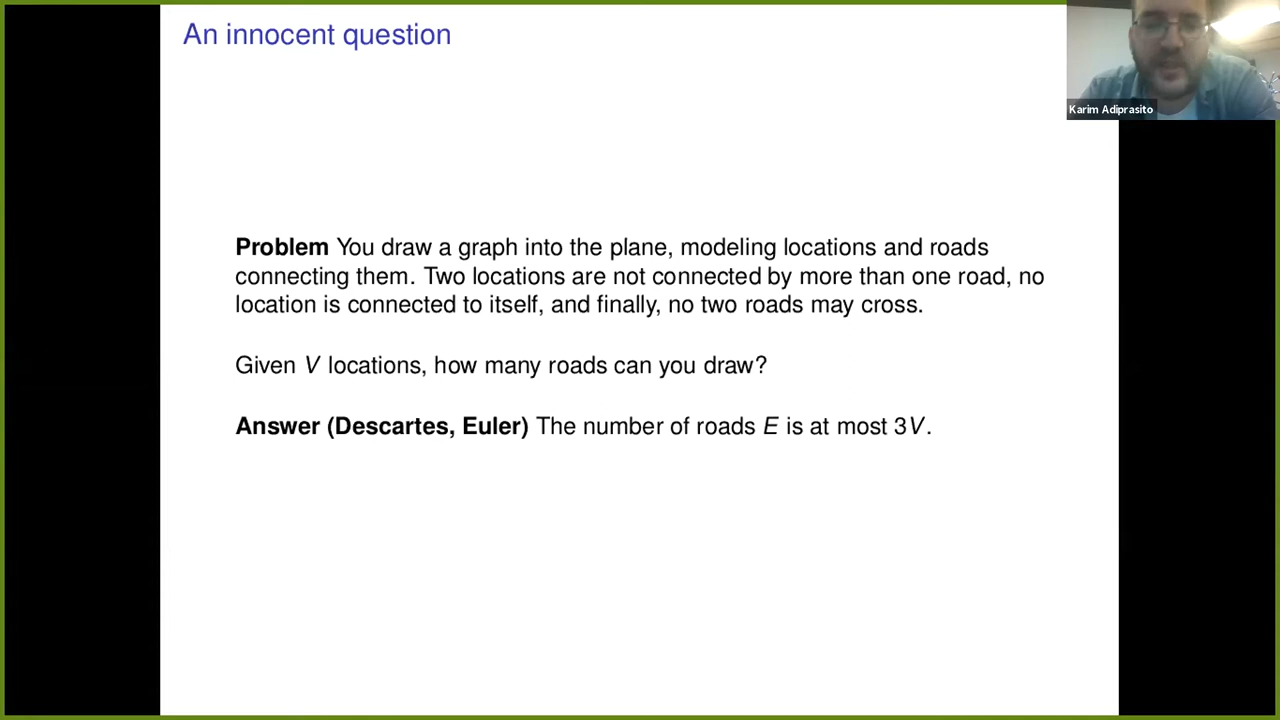 An innocent question
Karim Adiprasito
Problem You draw a graph into the plane, modeling locations and roads
connecting them. Two locations are not connected by more than one road, no
location is connected to itself, and finally, no two roads may cross.
Given V locations, how many roads can you draw?
Answer (Descartes, Euler) The number of roads E is at most 3V.